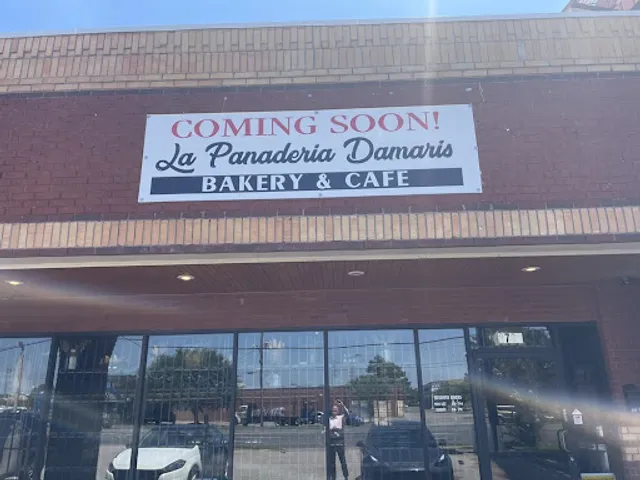 COMING SOON!
La Panaderia Damaris
BAKERY & CAFE